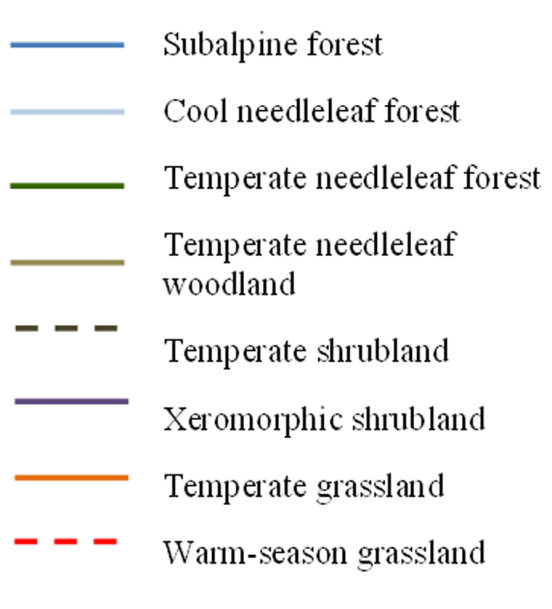 Subalpine forest
Cool needleleaf forest
Temperate needleleaf forest
Temperate needleleaf
woodland
Temperate shrubland
Xeromorphic shrubland
Temperate grassland
Warm-season grassland